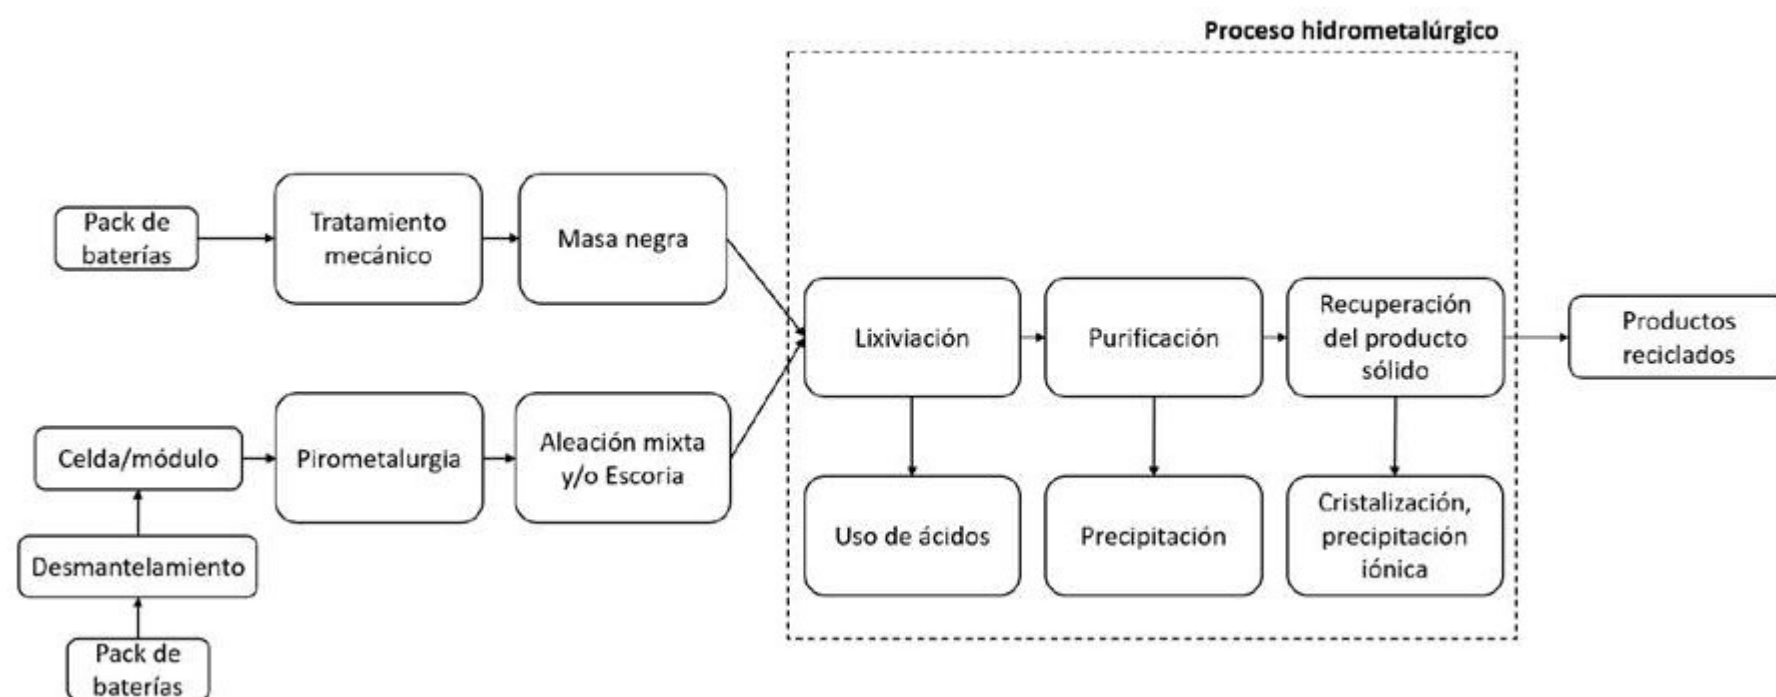 Proceso hidrometalúrgico
Pack de
baterías
Tratamiento
mecánico
Masa negra
Lixiviación
Purificación
Recuperación
del producto
sólido
Productos
reciclados
Celda/módulo
Pirometalurgia
Aleación mixta
y/o Escoria
Uso de ácidos
Precipitación
Cristalización,
precipitación
iónica
Desmantelamiento
Pack de
baterías